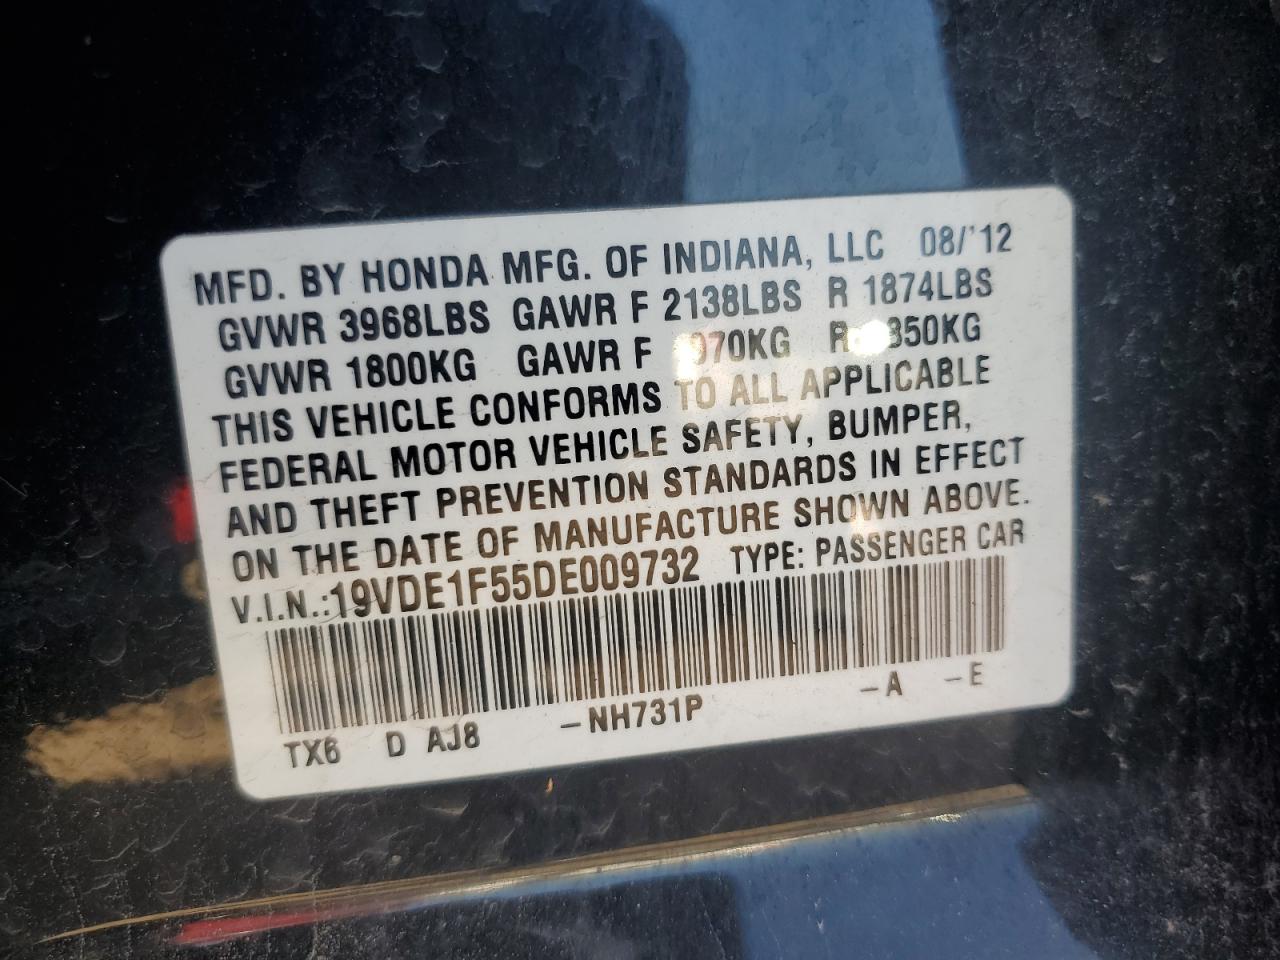 MFD. BY HONDA MFG. OF INDIANA, LLC 08/'12
GVWR 3968LBS GAWR F 2138LBS R 1874LBS
GVWR 1800KG GAWR F R
THIS VEHICLE CONFORMS TO ALL APPLICABLE
FEDERAL MOTOR VEHICLE SAFETY, BUMPER,
AND THEFT PREVENTION STANDARDS IN EFFECT
ON THE DATE OF MANUFACTURE SHOWN ABOVE.
V.I.N.:19VDE1F55DE009732 TYPE: PASSENGER CAR
TX6 D AJ8 -NH731P -A -E